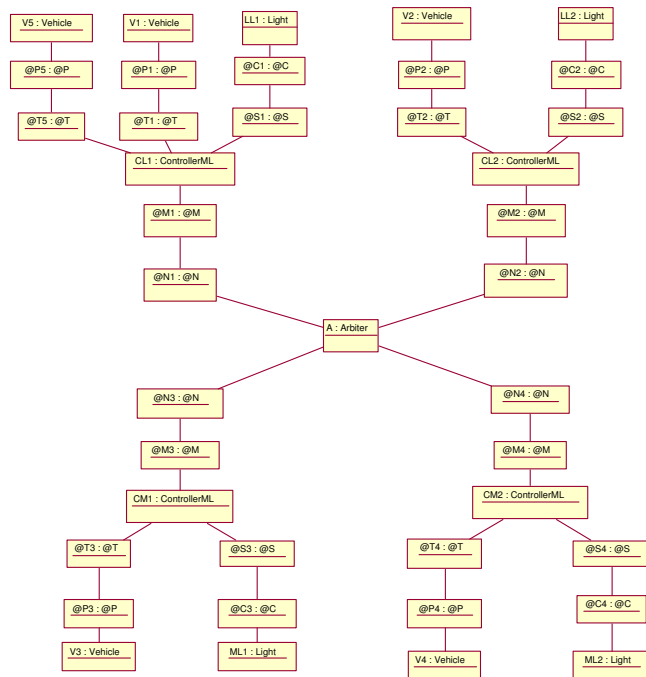 V5 : Vehicle
V1 : Vehicle
LL1 : Light
V2 : Vehicle
LL2 : Light
@P5 : @P
@P1 : @P
@C1 : @C
@P2 : @P
@C2 : @C
@T5 : @T
@T1 : @T
@S1 : @S
@T2 : @T
@S2 : @S
CL1 : ControllerML
CL2 : ControllerML
@M1 : @M
@M2 : @M
@N1 : @N
@N2 : @N
A : Arbiter
@N3 : @N
@N4 : @N
@M3 : @M
@M4 : @M
CM1 : ControllerML
CM2 : ControllerML
@T3 : @T
@S3 : @S
@T4 : @T
@S4 : @S
@P3 : @P
@C3 : @C
@P4 : @P
@C4 : @C
V3 : Vehicle
ML1 : Light
V4 : Vehicle
ML2 : Light